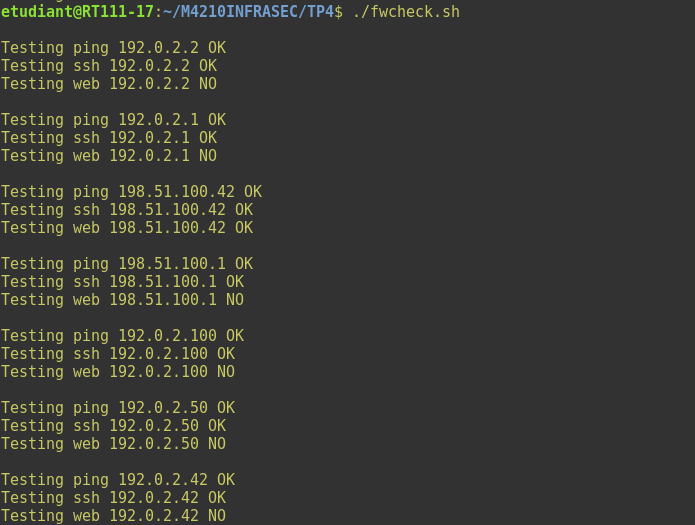 etudiant@RT111-17:~/M4210INFRASEC/TP4$ ./fwcheck.sh
Testing ping 192.0.2.2 OK
Testing ssh 192.0.2.2 OK
Testing web 192.0.2.2 NO
Testing ping 192.0.2.1 OK
Testing ssh 192.0.2.1 OK
Testing web 192.0.2.1 NO
Testing ping 198.51.100.42 OK
Testing ssh 198.51.100.42 OK
Testing web 198.51.100.42 OK
Testing ping 198.51.100.1 OK
Testing ssh 198.51.100.1 OK
Testing web 198.51.100.1 NO
Testing ping 192.0.2.100 OK
Testing ssh 192.0.2.100 OK
Testing web 192.0.2.100 NO
Testing ping 192.0.2.50 OK
Testing ssh 192.0.2.50 OK
Testing web 192.0.2.50 NO
Testing ping 192.0.2.42 OK
Testing ssh 192.0.2.42 OK
Testing web 192.0.2.42 NO